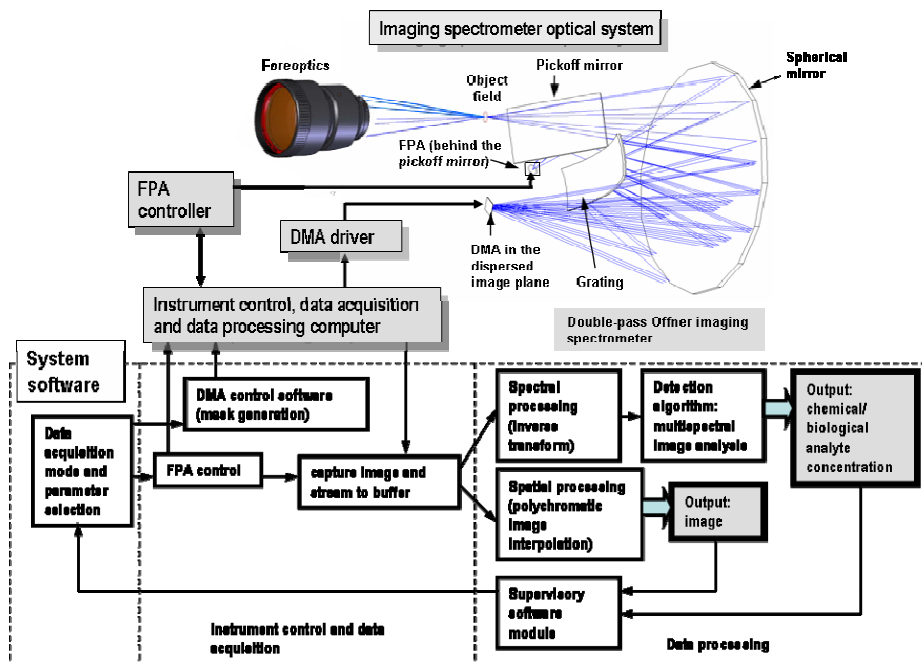 Imaging spectrometer optical system
Foreoptics
Object
field
Pickoff mirror
Spherical
mirror
FPA (behind the
pickoff mirror)
FPA
controller
DMA driver
DMA in the
dispersed
image plane
Grating
Instrument control, data acquisition
and data processing computer
Double-pass Offner imaging
spectrometer
System
software
DMA control software
(mask generation)
Data
acquisition
mode and
parameter
selection
FPA control
capture image and
stream to buffer
Spectral
processing
(inverse
transform)
Detection
algorithm:
multispectral
image analysis
Output:
chemical/
biological
analyte
concentration
Spatial processing
(polychromatic
image
interpolation)
Output:
image
Supervisory
software
module
Instrument control and data
acquisition
Data processing